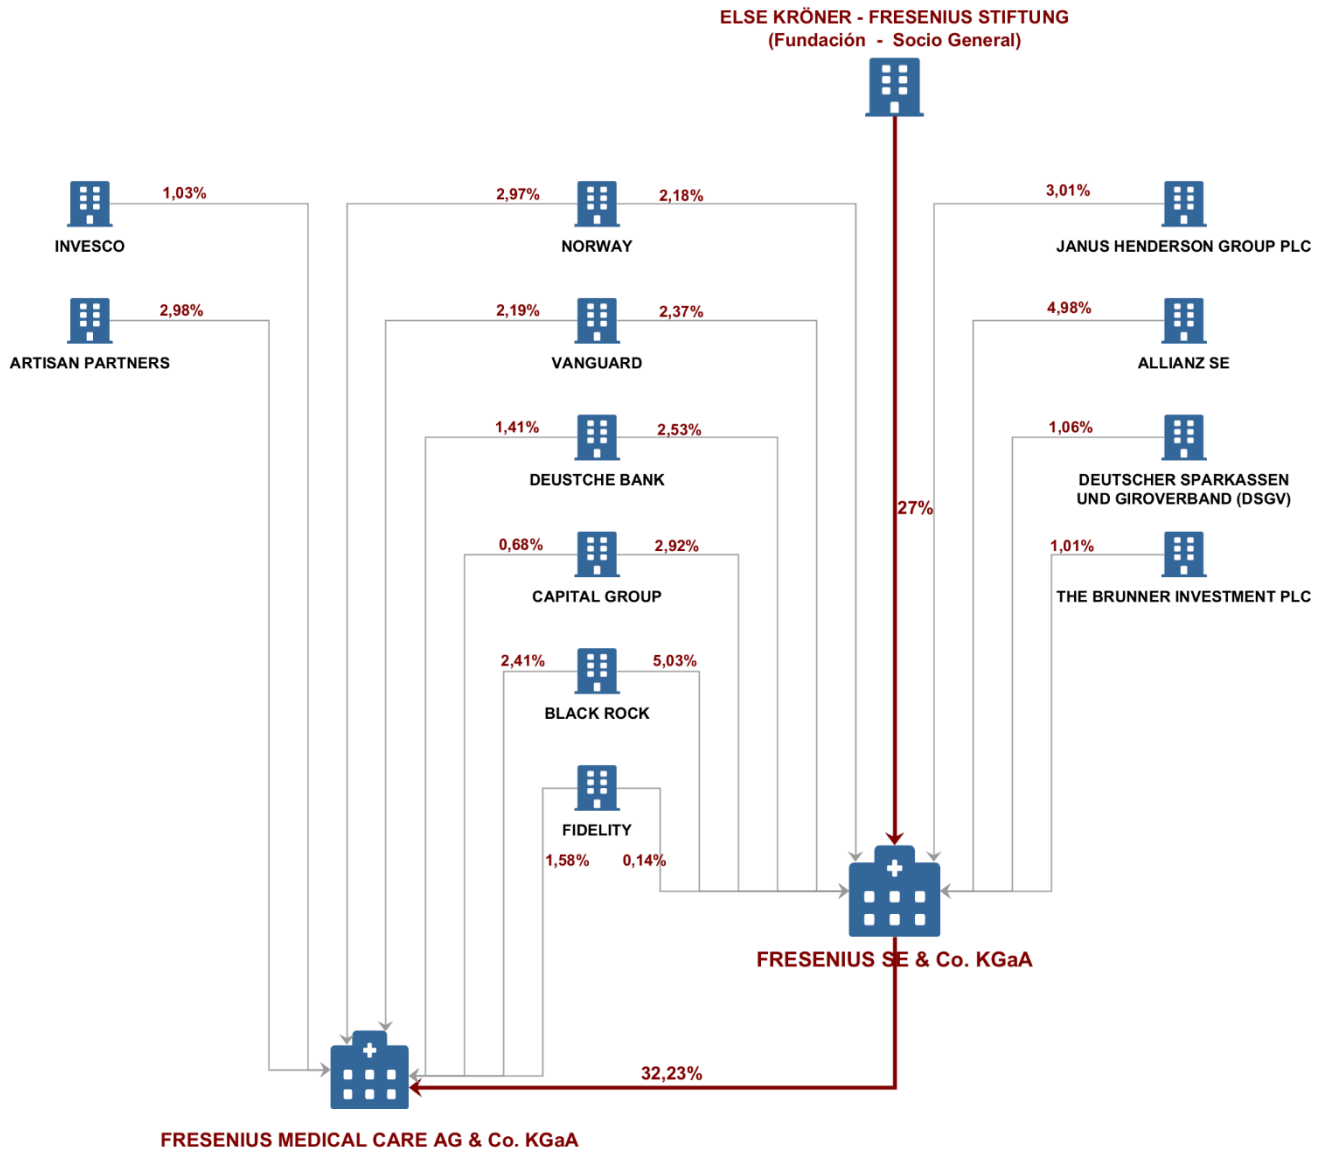 ELSE KRÖNER - FRESENIUS STIFTUNG
(Fundación - Socio General)
1,03%
INVESCO
2,97%
2,18%
NORWAY
3,01%
JANUS HENDERSON GROUP PLC
2,98%
ARTISAN PARTNERS
2,19%
2,37%
VANGUARD
4,98%
ALLIANZ SE
1,41%
2,53%
DEUSTCHE BANK
1,06%
DEUTSCHER SPARKASSEN
UND GIROVERBAND (DSGV)
27%
0,68%
2,92%
CAPITAL GROUP
1,01%
THE BRUNNER INVESTMENT PLC
2,41%
5,03%
BLACK ROCK
FIDELITY
1,58%
0,14%
FRESENIUS SE & Co. KGaA
32,23%
FRESENIUS MEDICAL CARE AG & Co. KGaA